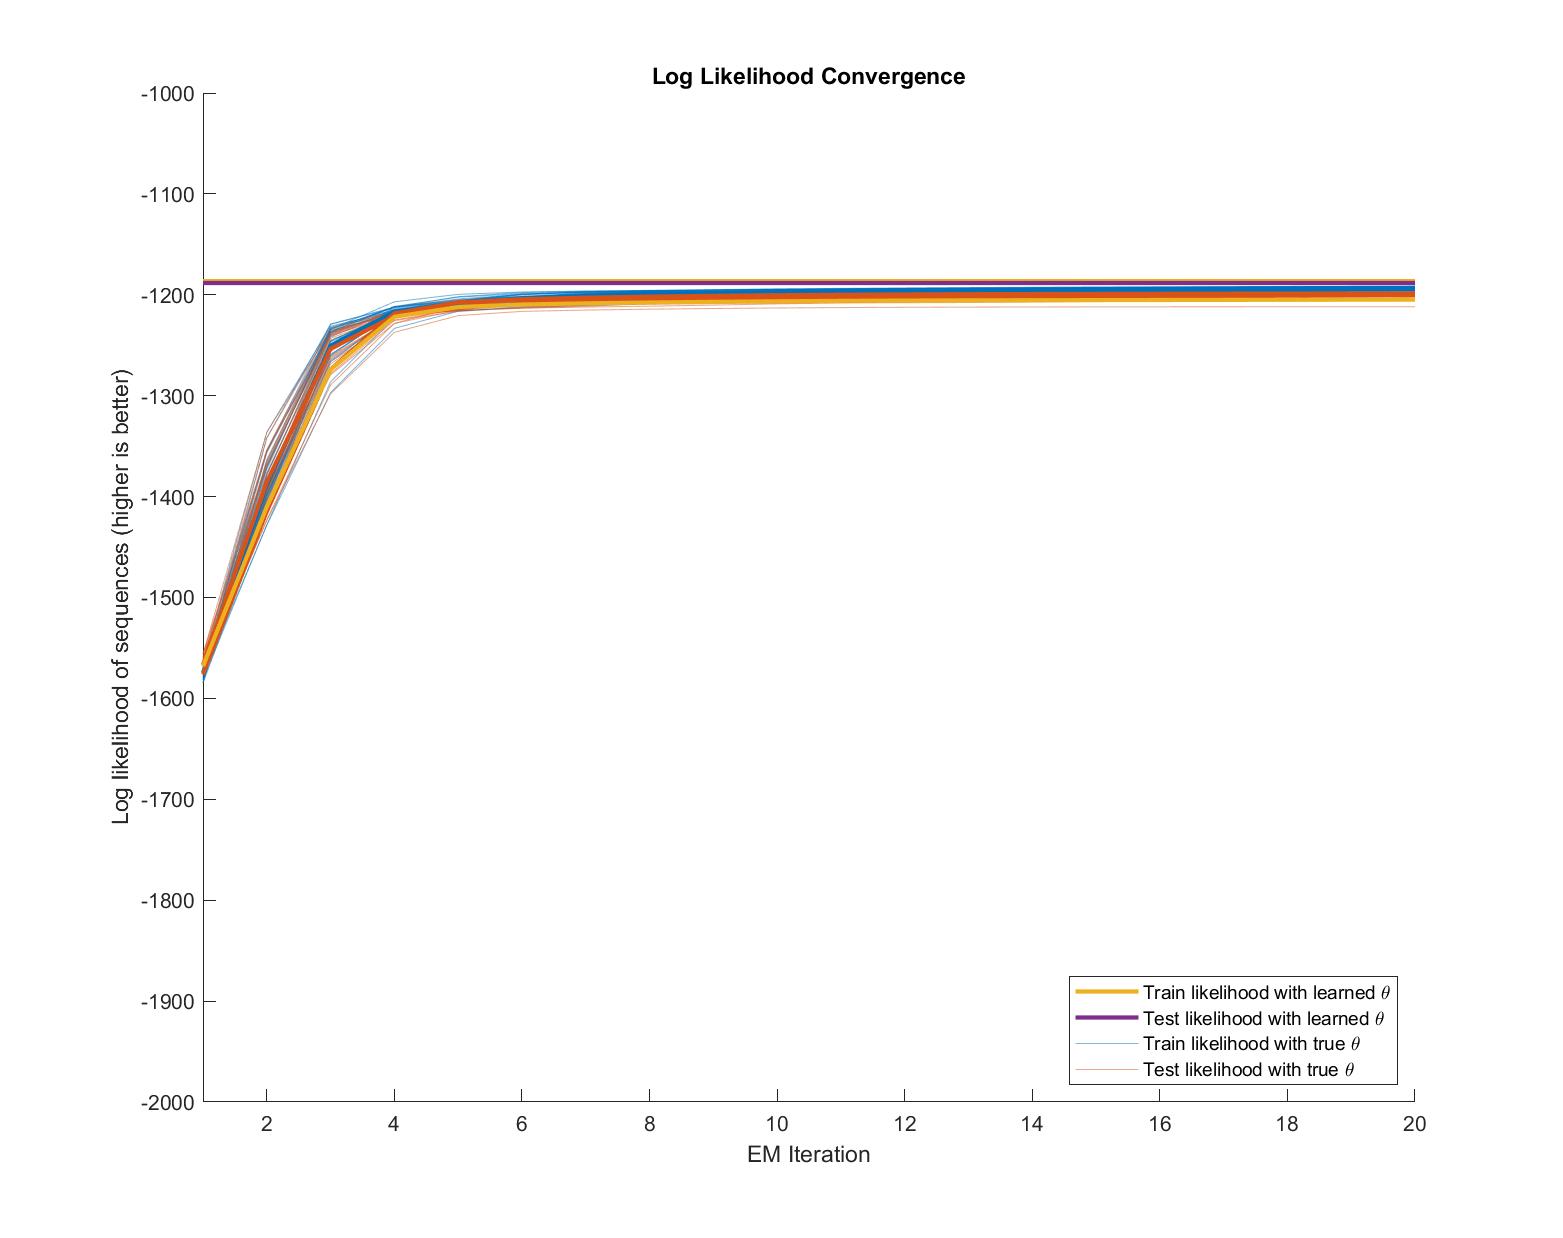 Log Likelihood Convergence
-1000
-1100
-1200
-1300
-1400
-1500
-1600
-1700
-1800
-1900
-2000
Log likelihood of sequences (higher is better)
2 4 6 8 10 12 14 16 18 20
EM Iteration
Train likelihood with learned θ
Test likelihood with learned θ
Train likelihood with true θ
Test likelihood with true θ